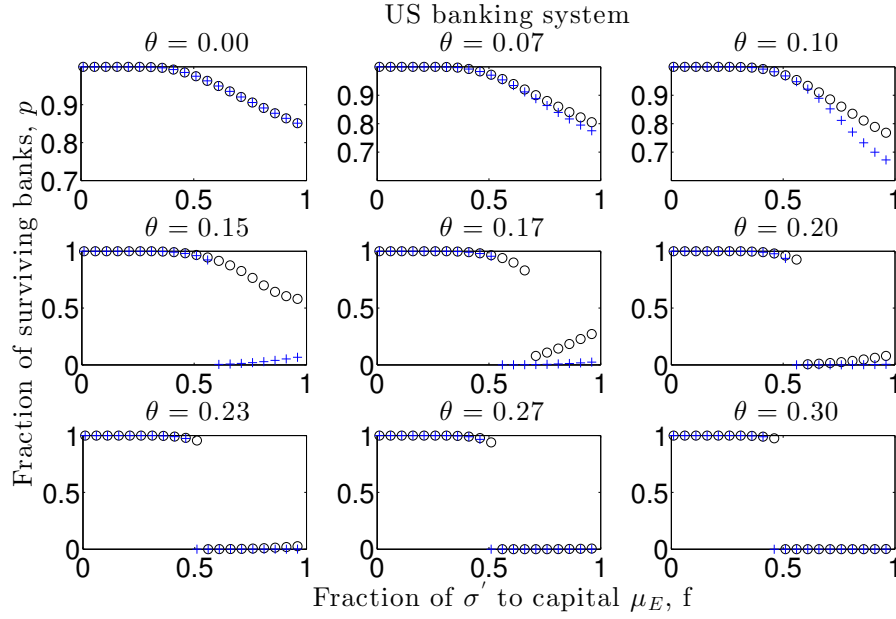 US banking system
θ = 0.00
θ = 0.07
θ = 0.10
0.9
0.8
0.7
0 0.5 1
0.9
0.8
0.7
0 0.5 1
0.9
0.8
0.7
0 0.5 1
θ = 0.15
θ = 0.17
θ = 0.20
1
0.5
0
0 0.5 1
1
0.5
0
0 0.5 1
1
0.5
0
0 0.5 1
θ = 0.23
θ = 0.27
θ = 0.30
1
0.5
0
0 0.5 1
1
0.5
0
0 0.5 1
1
0.5
0
0 0.5 1
Fraction of surviving banks, p
Fraction of σ′ to capital μ_E, f